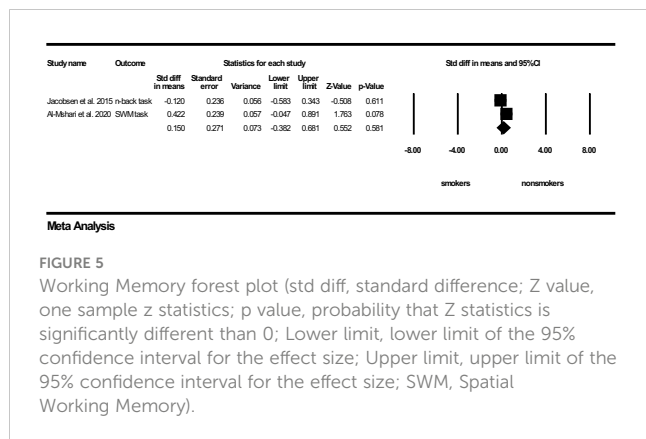 Study name Outcome Statistics for each study Std diff in means and 95%CI
Std diff Standard Lower Upper
in means error Variance limit limit Z-Value p-Value
Jacobsen et al. 2015 n-back task -0.120 0.236 0.056 -0.583 0.343 -0.508 0.611
Al-Mshari et al. 2020 SWM task 0.422 0.239 0.057 -0.047 0.891 1.763 0.078
0.150 0.271 0.073 -0.382 0.681 0.552 0.581
-8.00 -4.00 0.00 4.00 8.00
smokers nonsmokers
Meta Analysis
FIGURE 5
Working Memory forest plot (std diff, standard difference; Z value,
one sample z statistics; p value, probability that Z statistics is
significantly different than 0; Lower limit, lower limit of the 95%
confidence interval for the effect size; Upper limit, upper limit of the
95% confidence interval for the effect size; SWM, Spatial
Working Memory).